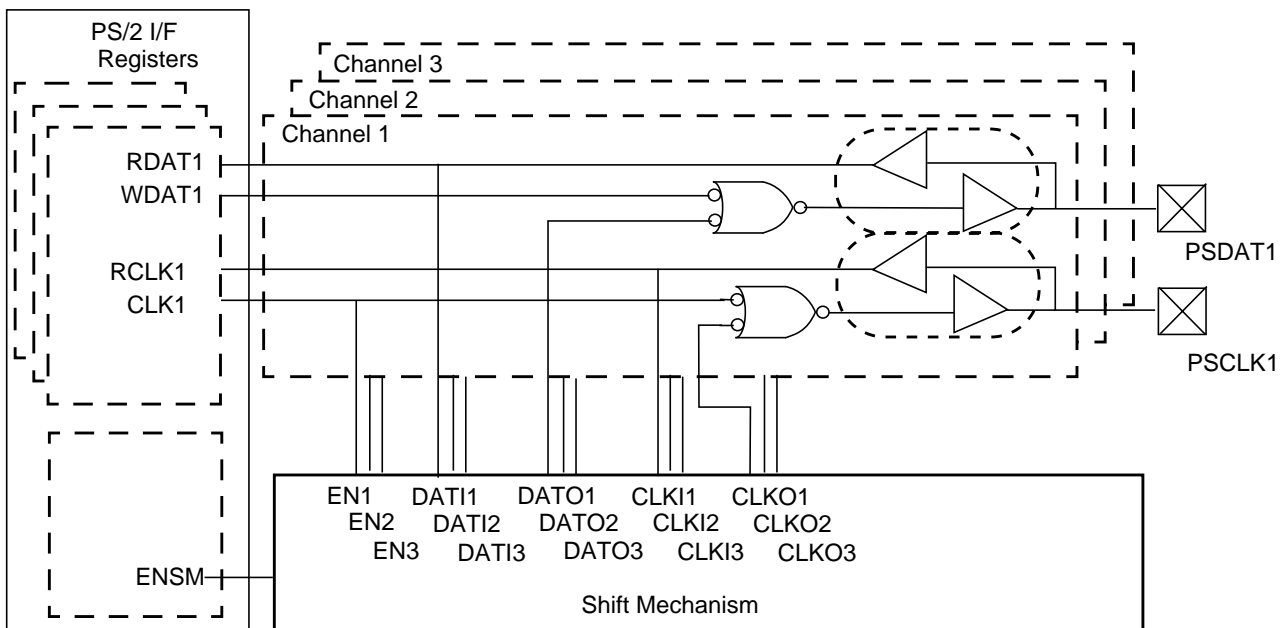 PS/2 I/F
Registers
Channel 3
Channel 2
Channel 1
RDAT1
WDAT1
RCLK1
CLK1
PSDAT1
PSCLK1
EN1
DATI1
DATO1
CLKI1
CLKO1
EN2
DATI2
DATO2
CLKI2
CLKO2
EN3
DATI3
DATO3
CLKI3
CLKO3
ENSM
Shift Mechanism